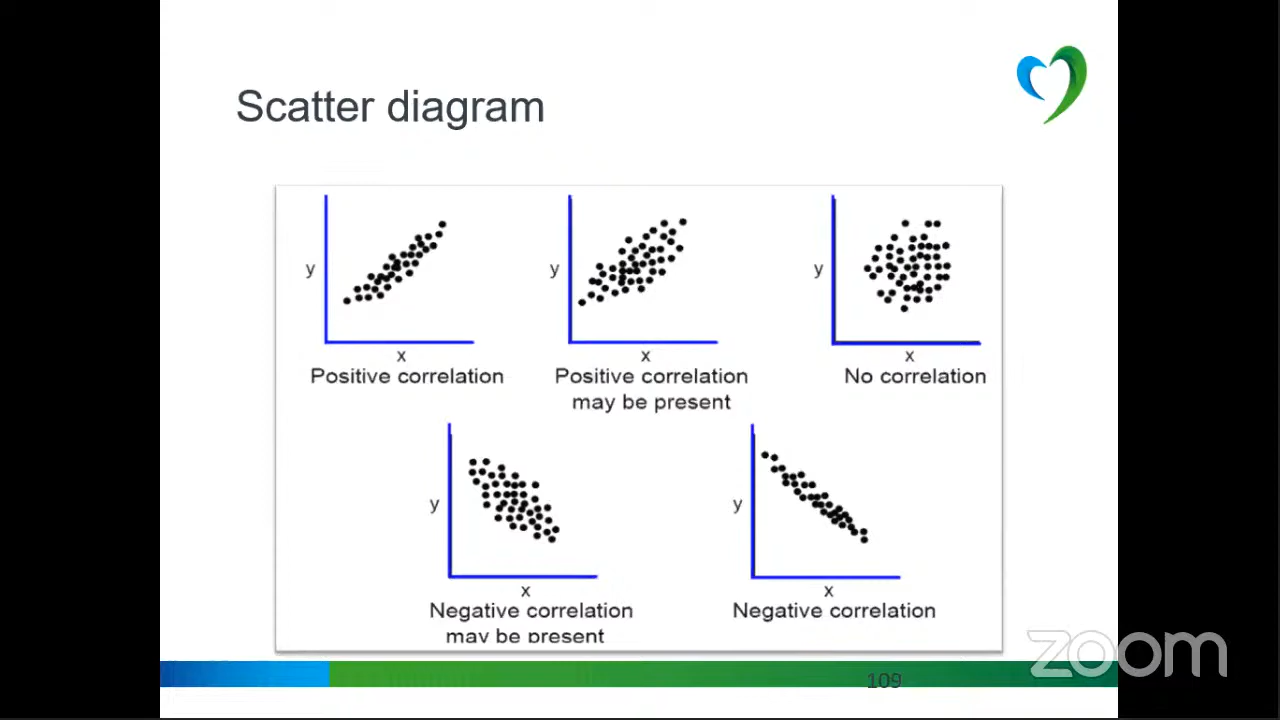 Scatter diagram
y
x
Positive correlation
y
x
Positive correlation
may be present
y
x
No correlation
y
x
Negative correlation
may be present
y
x
Negative correlation
109
zoom